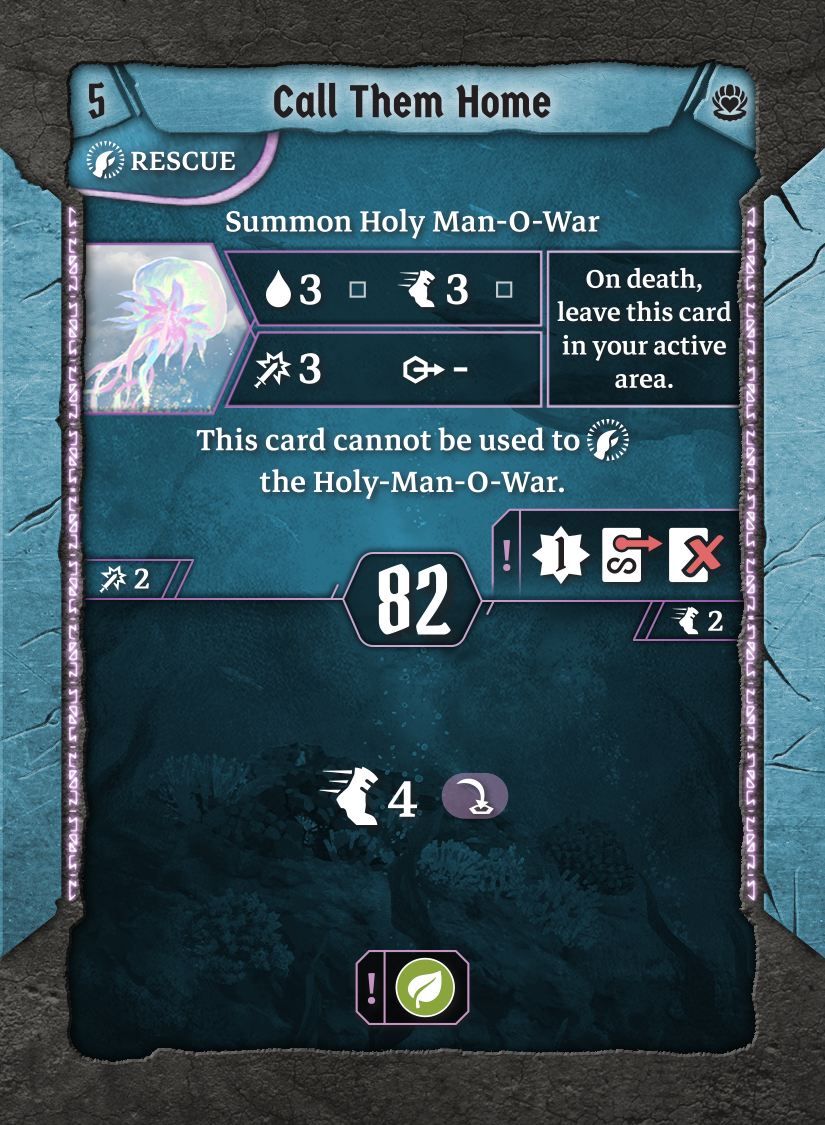 5
Call Them Home
RESCUE
Summon Holy Man-O-War
3
3
3
–
On death,
leave this card
in your active
area.
This card cannot be used to
the Holy-Man-O-War.
! 1
2
82
2
4
!